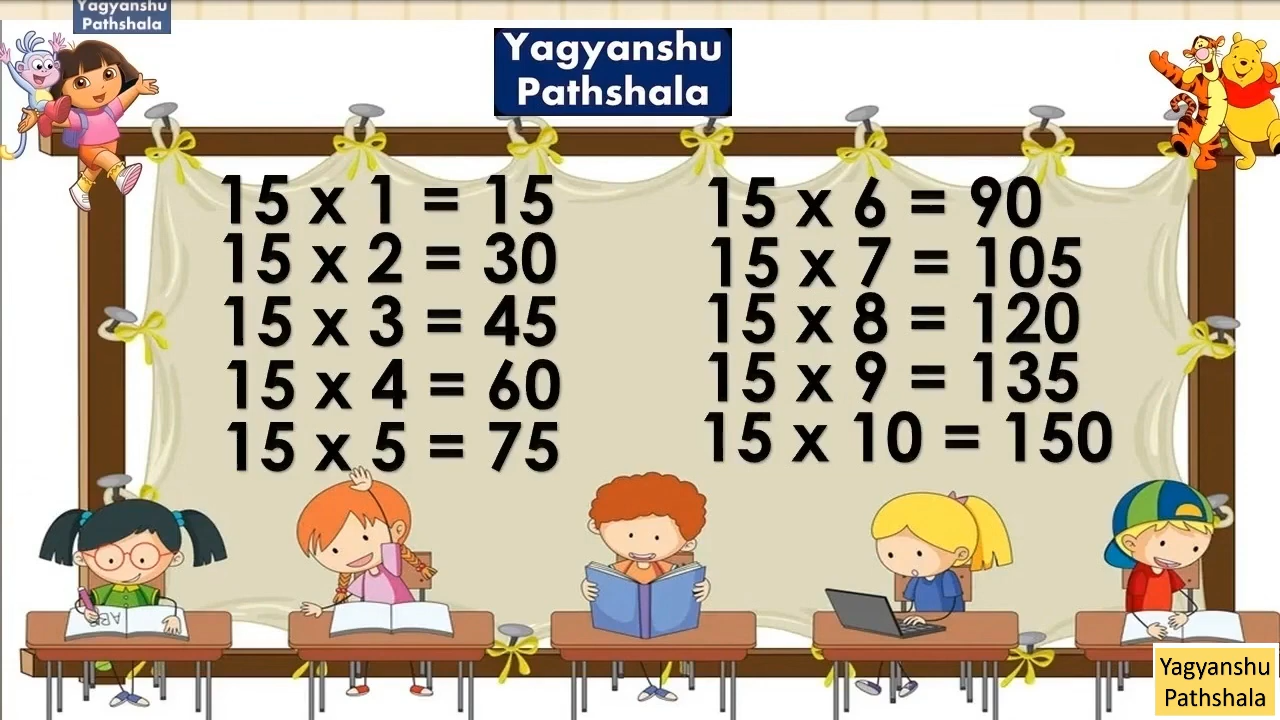 Yagyanshu
Pathshala
Yagyanshu
Pathshala
15 x 1 = 15
15 x 2 = 30
15 x 3 = 45
15 x 4 = 60
15 x 5 = 75
15 x 6 = 90
15 x 7 = 105
15 x 8 = 120
15 x 9 = 135
15 x 10 = 150
AB
Yagyanshu
Pathshala